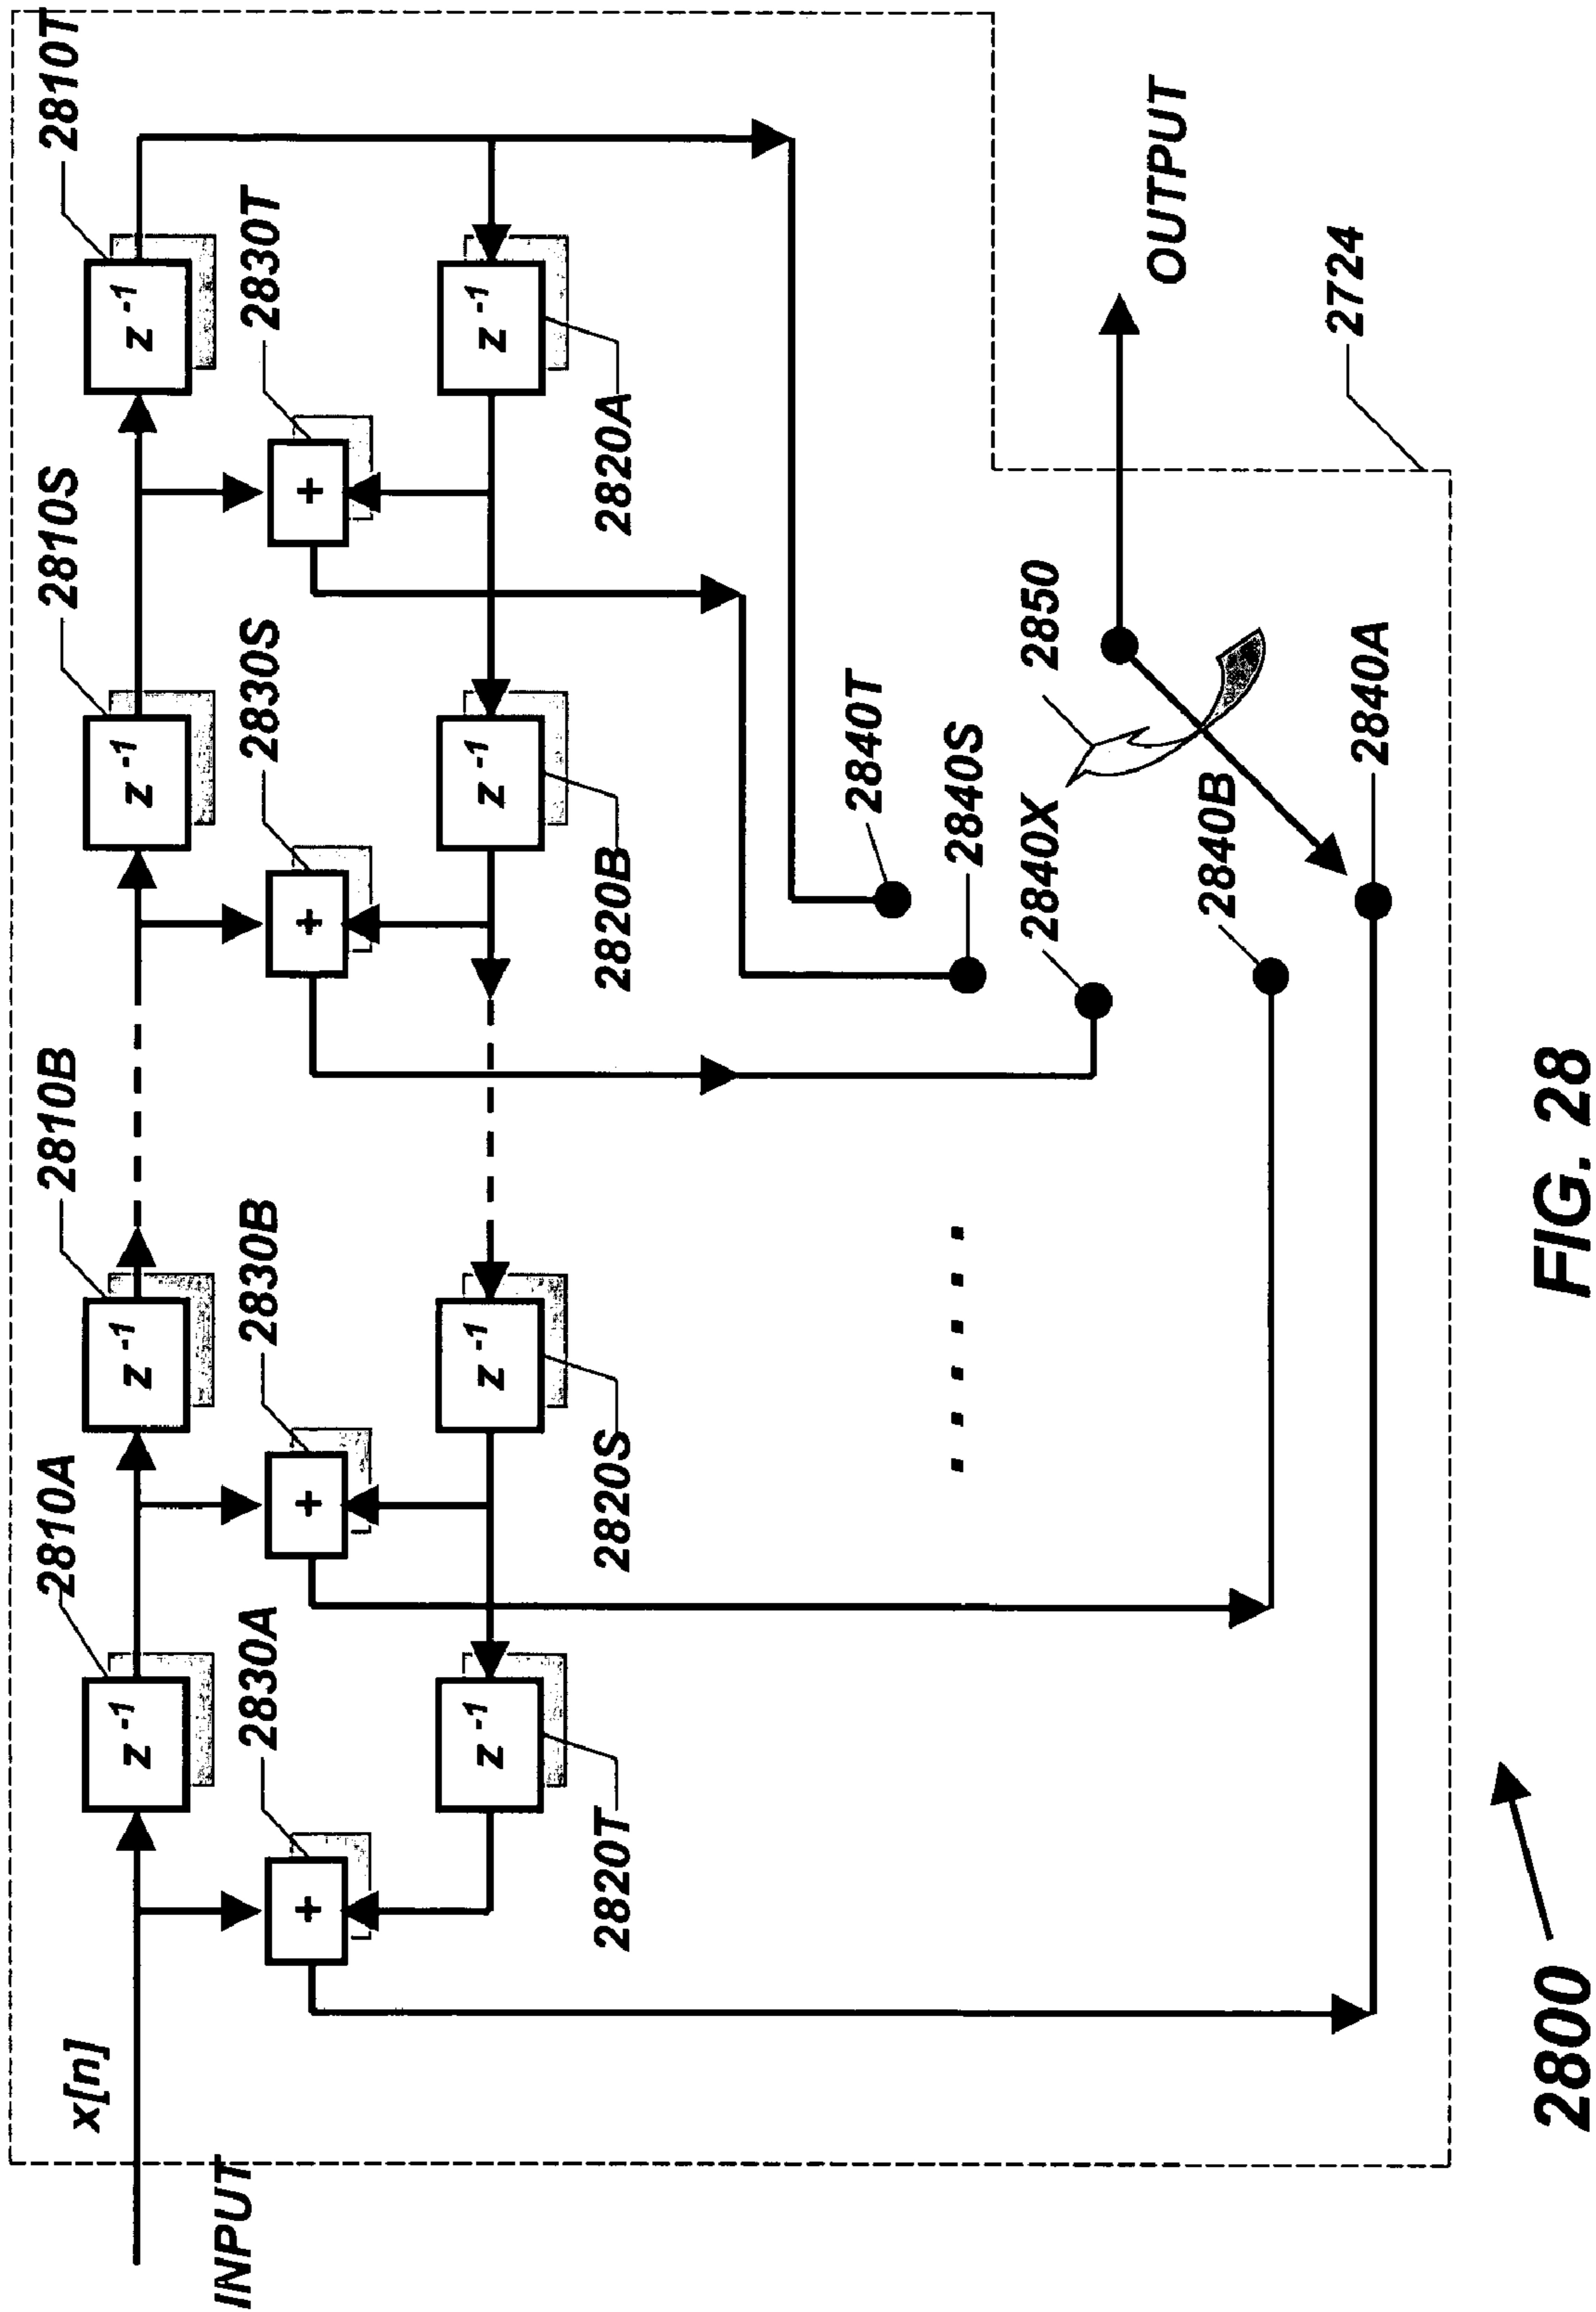 INPUT
x[n]
2810A
2810B
2810S
2810T
z -1
z -1
z -1
z -1
2830A
2830B
2830S
2830T
+
+
+
+
z -1
z -1
z -1
z -1
2820T
2820S
2820B
2820A
2840T
2840S
2840X
2850
2840B
2840A
OUTPUT
2724
2800
FIG. 28